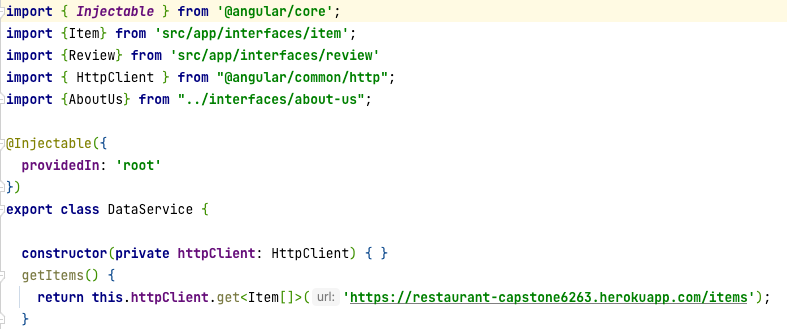 import { Injectable } from '@angular/core';
import {Item} from 'src/app/interfaces/item';
import {Review} from 'src/app/interfaces/review'
import { HttpClient } from "@angular/common/http";
import {AboutUs} from "../interfaces/about-us";
@Injectable({
providedIn: 'root'
})
export class DataService {
constructor(private httpClient: HttpClient) { }
getItems() {
return this.httpClient.get<Item[]>( url: 'https://restaurant-capstone6263.herokuapp.com/items');
}